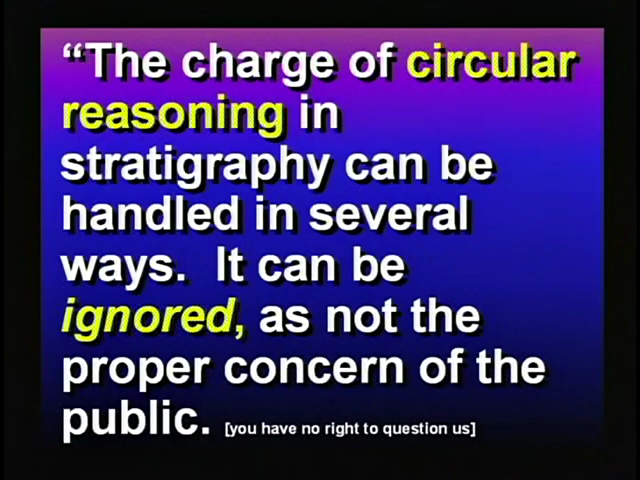 “The charge of circular
reasoning in
stratigraphy can be
handled in several
ways.  It can be
ignored, as not the
proper concern of the
public. [you have no right to question us]